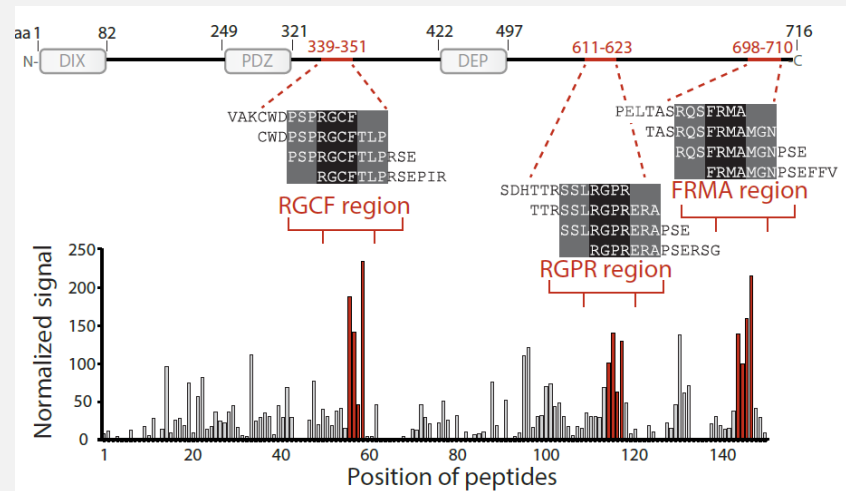 aa 1 82 249 321 339-351 422 497 611-623 698-710 716
N- DIX PDZ DEP C
VAKCWDPSPRGCF
CWDPSPRGCFTLP
PSPRGCFTLPRSE
RGCFTLPRSEPIR
RGCF region
SDHTTRSSLRGPR
TTRSSLRGPRERA
SSLRGPRERAPSE
RGPRERAPSERSG
RGPR region
PELTASRQSFRMA
TASRQSFRMAMGN
RQSFRMAMGNPSE
FRMAMGNPSEFFV
FRMA region
Normalized signal
250
200
150
100
50
0
1 20 40 60 80 100 120 140
Position of peptides